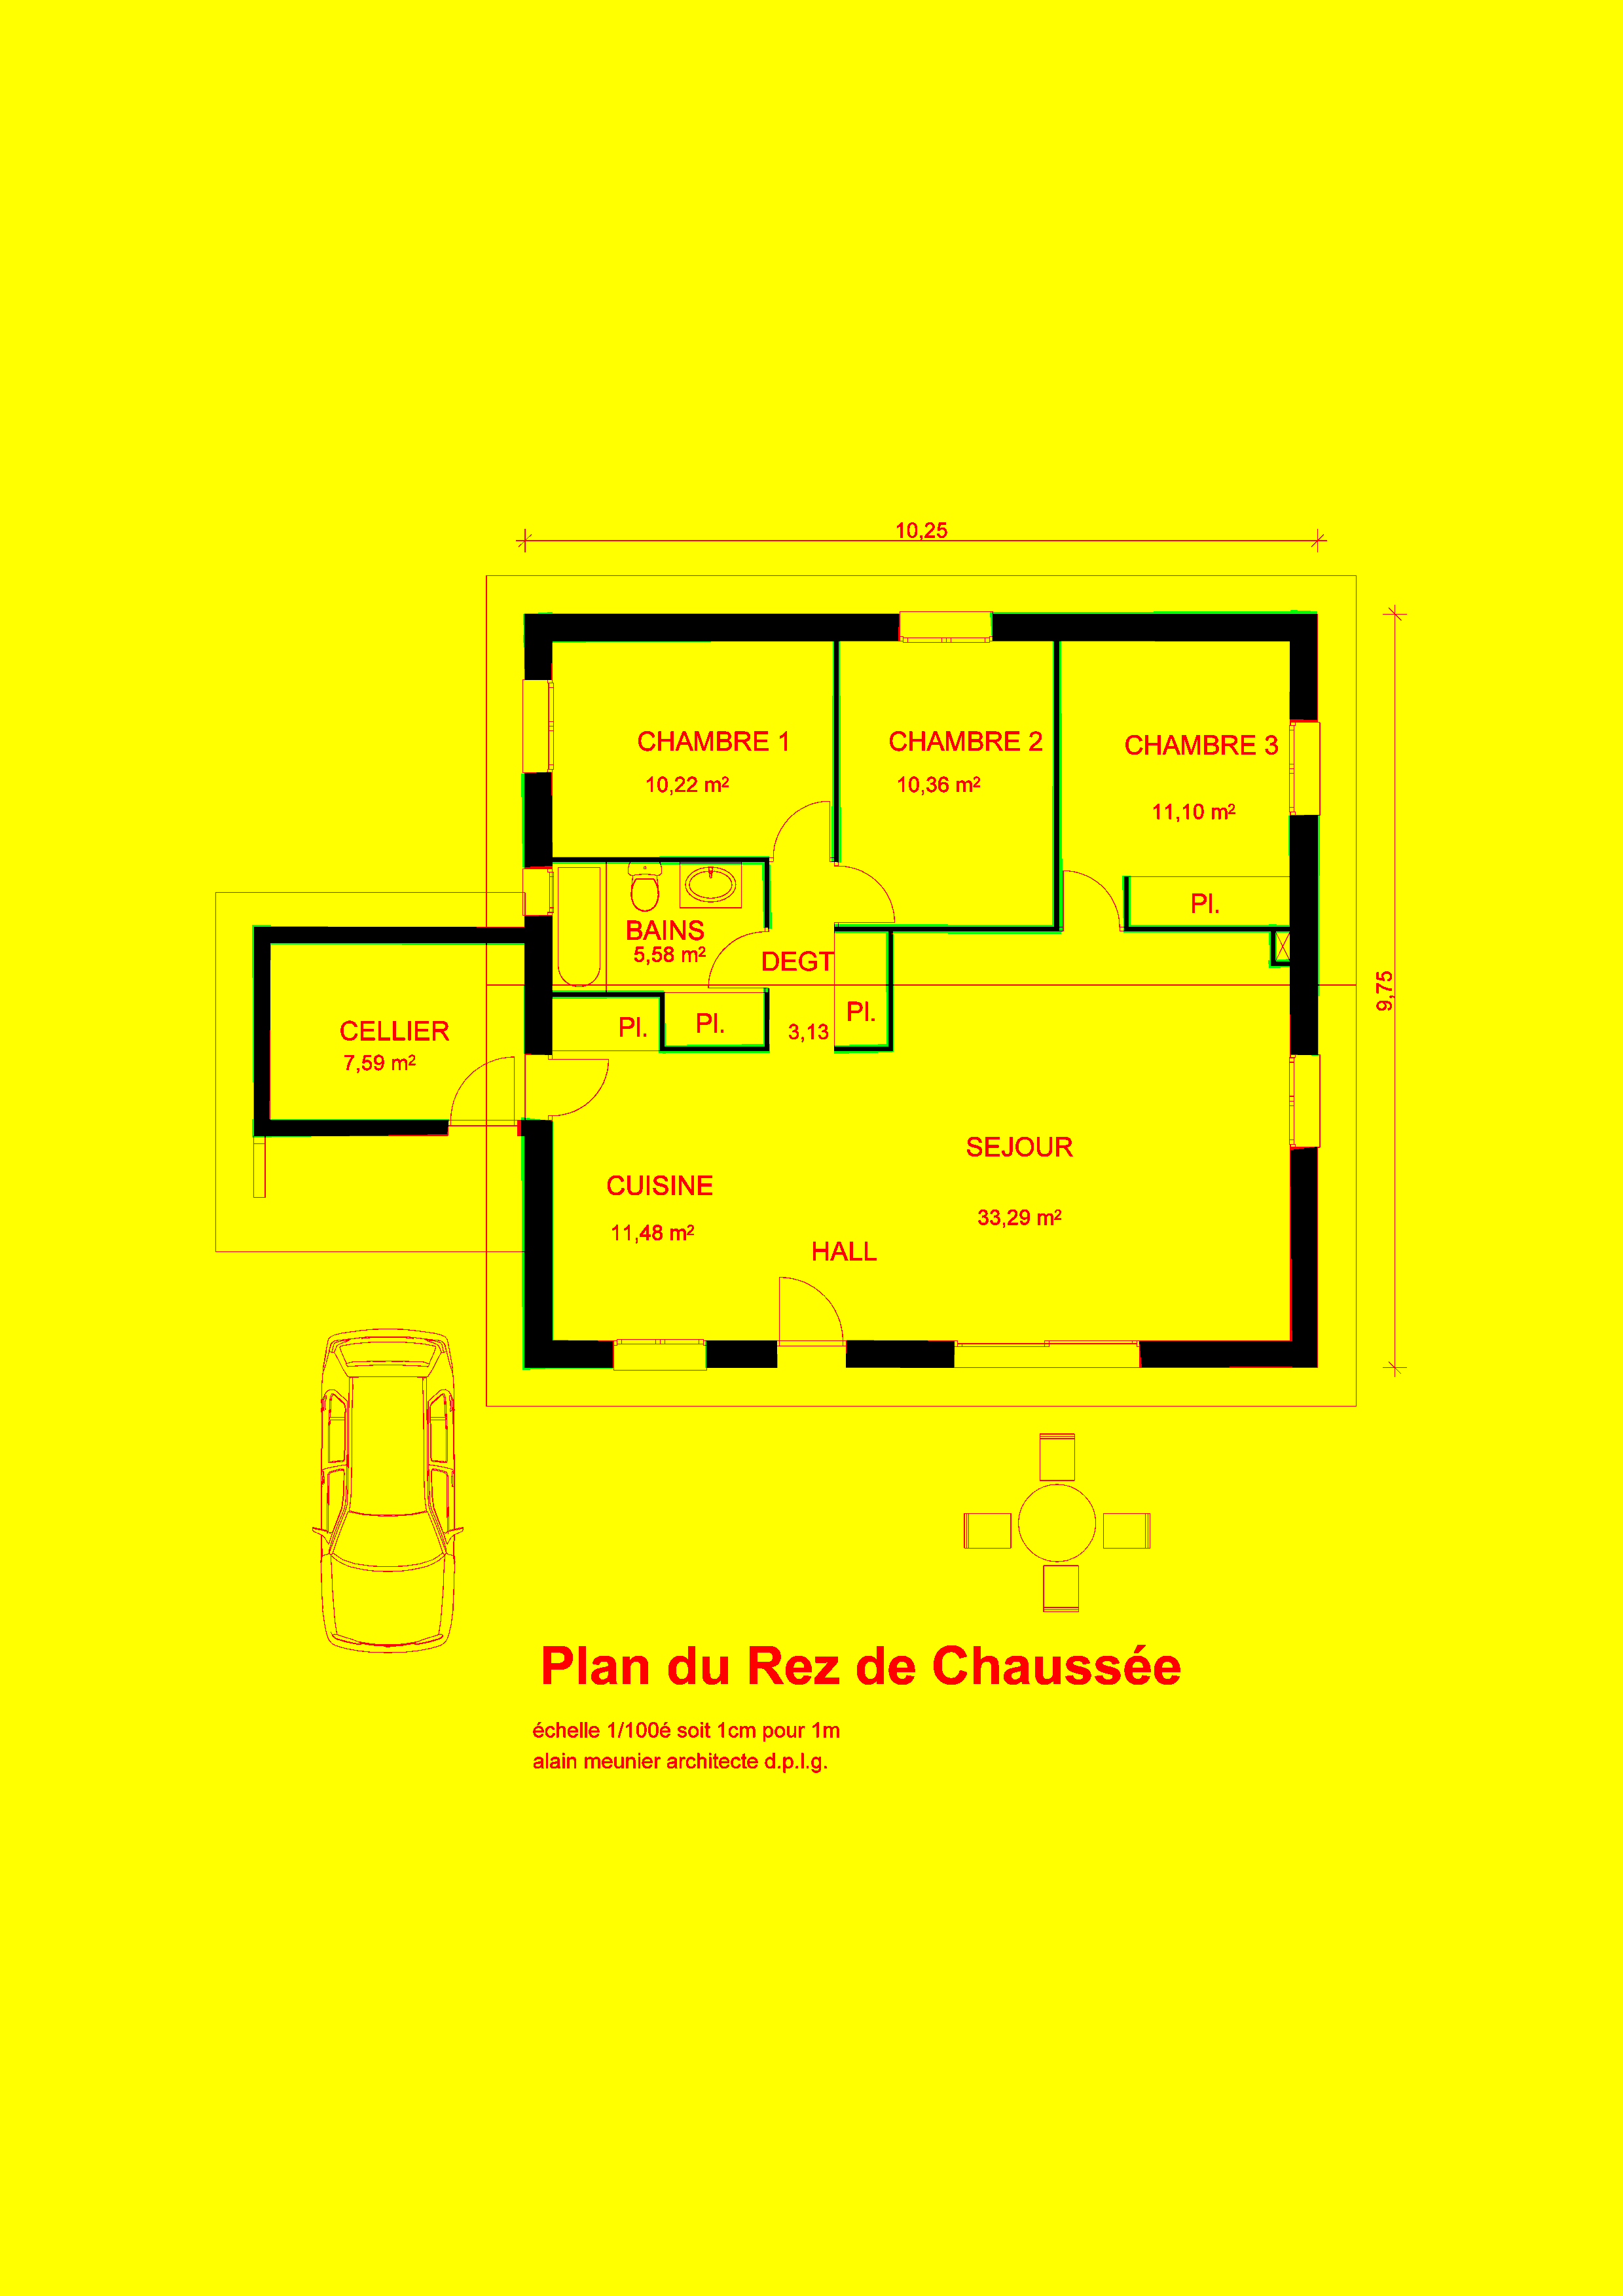 10,25
CHAMBRE 1
10,22 m²
CHAMBRE 2
10,36 m²
CHAMBRE 3
11,10 m²
Pl.
BAINS
5,58 m²
DEGT
3,13
Pl.
Pl.
Pl.
9,75
CELLIER
7,59 m²
SEJOUR
33,29 m²
CUISINE
11,48 m²
HALL
Plan du Rez de Chaussée
échelle 1/100é soit 1cm pour 1m
alain meunier architecte d.p.l.g.